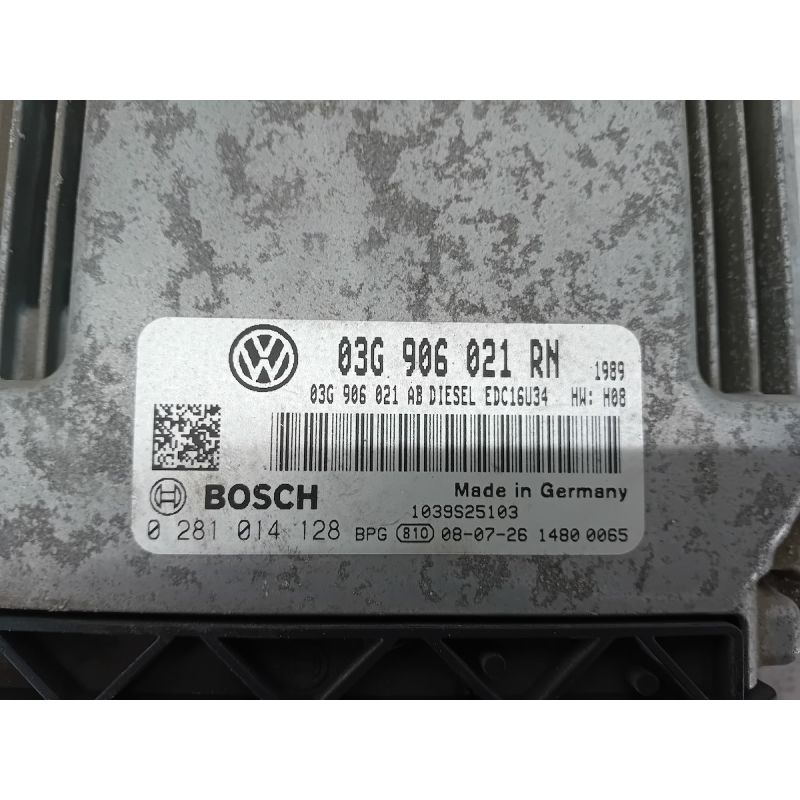 03G 906 021 RN 1989
03G 906 021 AB DIESEL EDC16U34 HW: H08
BOSCH Made in Germany
1039S25103
0 281 014 128 BPG 810 08-07-26 1480 0065